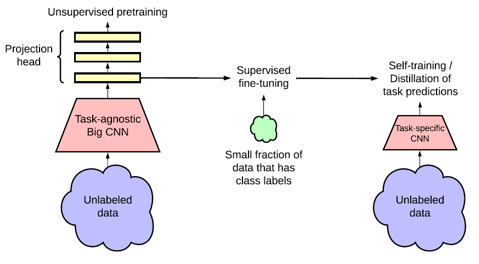 Unsupervised pretraining
Projection
head
Task-agnostic
Big CNN
Unlabeled
data
Supervised
fine-tuning
Small fraction of
data that has
class labels
Self-training /
Distillation of
task predictions
Task-specific
CNN
Unlabeled
data